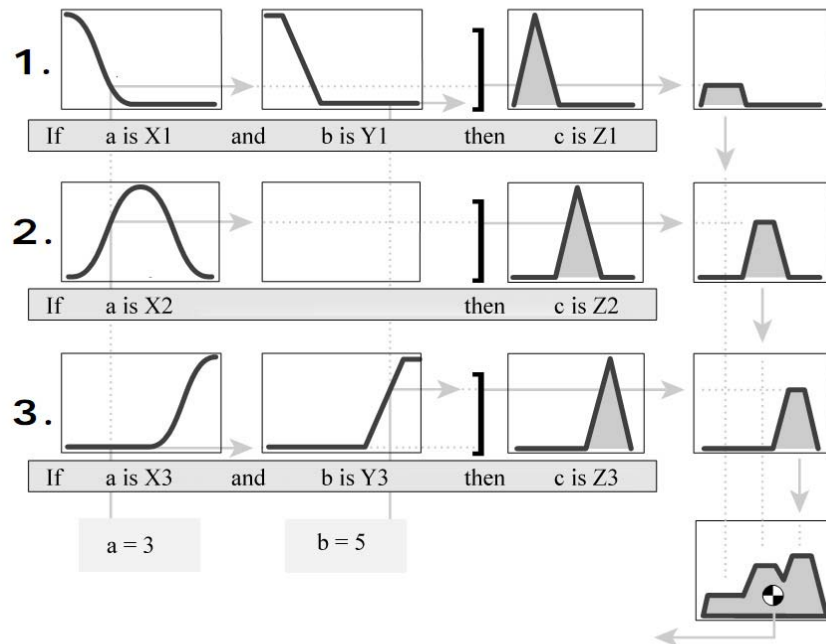 1.
If a is X1 and b is Y1 then c is Z1
2.
If a is X2 then c is Z2
3.
If a is X3 and b is Y3 then c is Z3
a = 3 b = 5